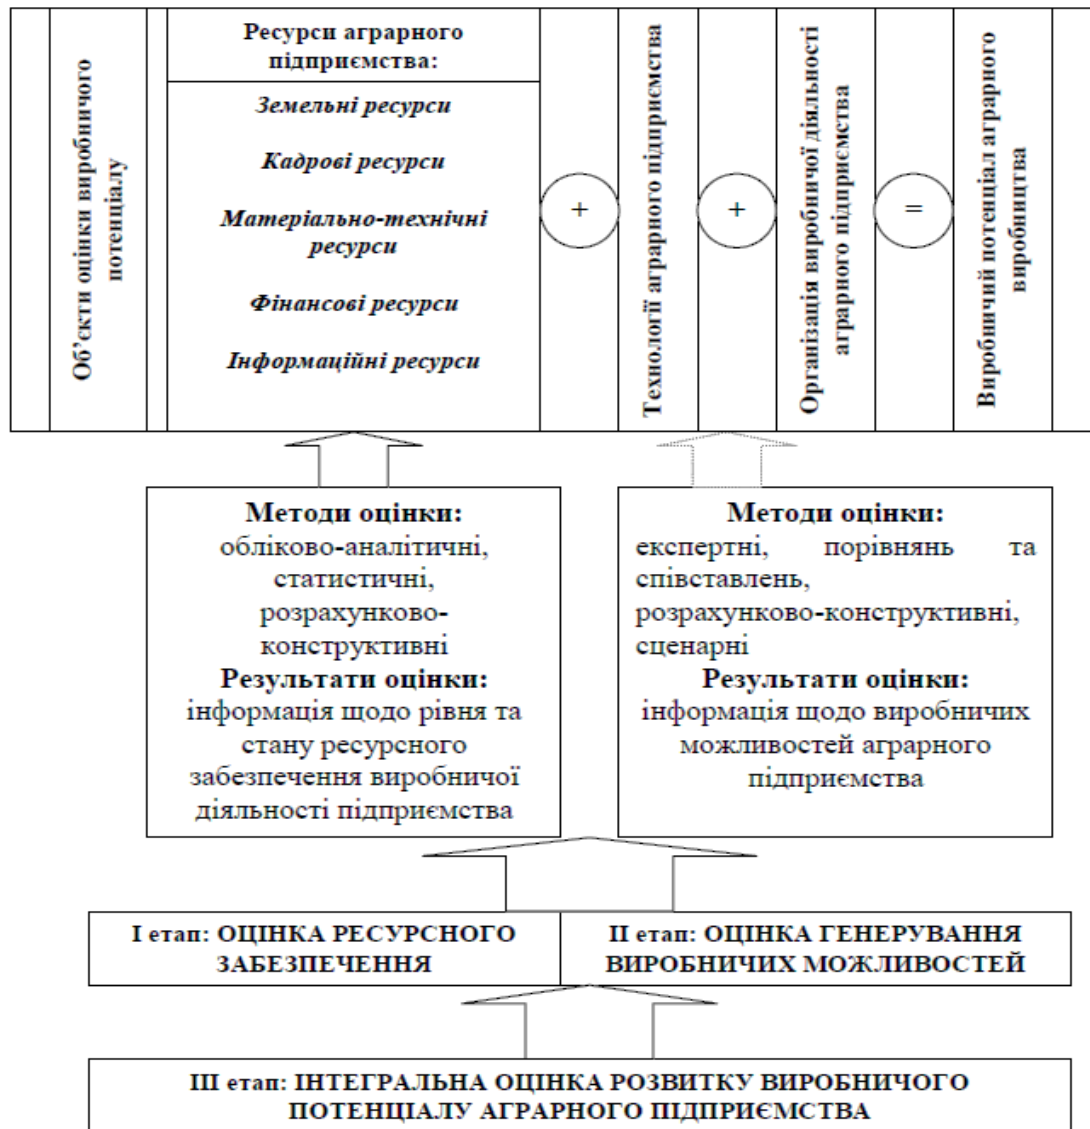 Об’єкти оцінки виробничого
потенціалу
Ресурси аграрного
підприємства:
Земельні ресурси
Кадрові ресурси
Матеріально-технічні
ресурси
Фінансові ресурси
Інформаційні ресурси
+
Технології аграрного підприємства
+
Організація виробничої діяльності
аграрного підприємства
=
Виробничий потенціал аграрного
виробництва
Методи оцінки:
обліково-аналітичні,
статистичні,
розрахунково-
конструктивні
Результати оцінки:
інформація щодо рівня та
стану ресурсного
забезпечення виробничої
діяльності підприємства
Методи оцінки:
експертні, порівнянь та
співставлень,
розрахунково-конструктивні,
сценарні
Результати оцінки:
інформація щодо виробничих
можливостей аграрного
підприємства
І етап: ОЦІНКА РЕСУРСНОГО
ЗАБЕЗПЕЧЕННЯ
ІІ етап: ОЦІНКА ГЕНЕРУВАННЯ
ВИРОБНИЧИХ МОЖЛИВОСТЕЙ
ІІІ етап: ІНТЕГРАЛЬНА ОЦІНКА РОЗВИТКУ ВИРОБНИЧОГО
ПОТЕНЦІАЛУ АГРАРНОГО ПІДПРИЄМСТВА